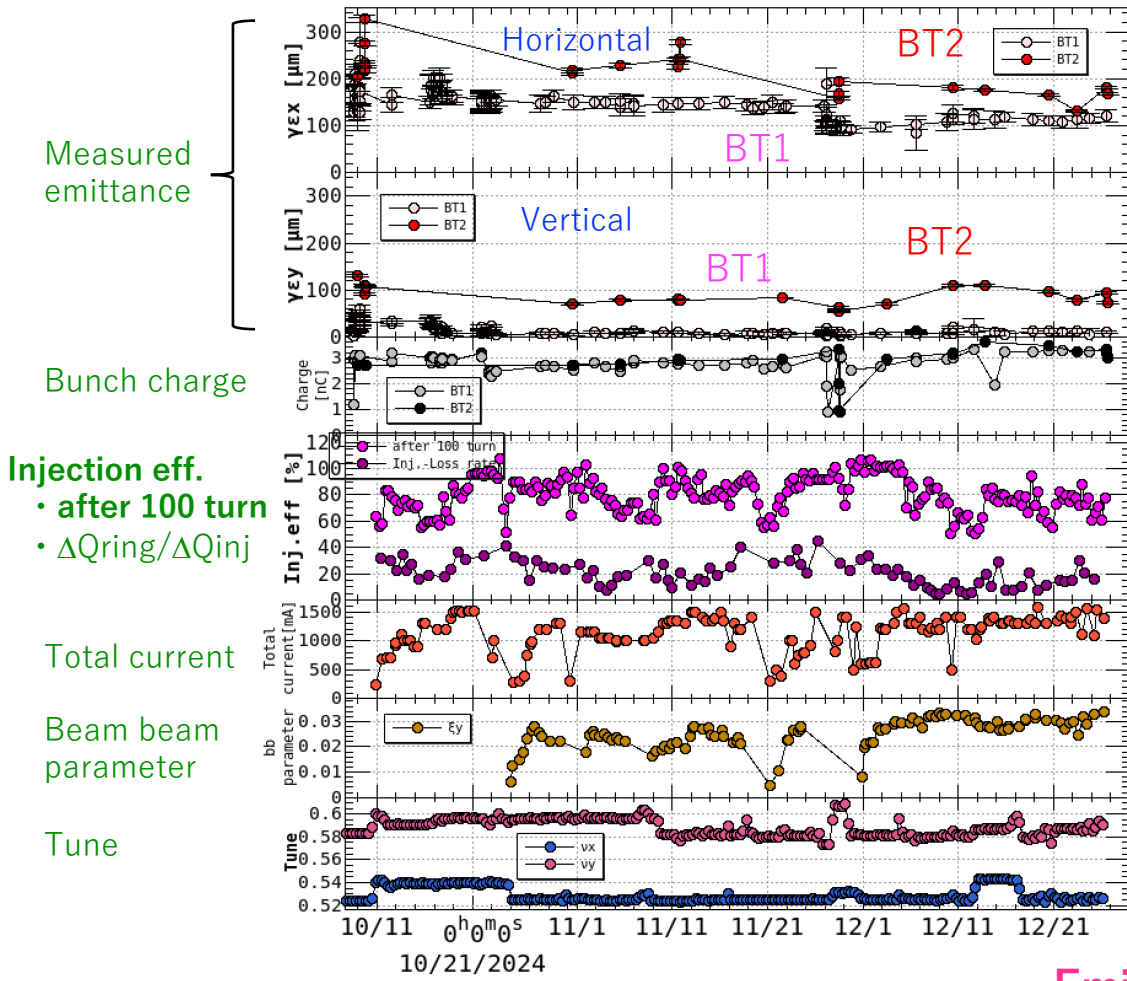 Measured
emittance
Bunch charge
Injection eff.
・after 100 turn
・ΔQring/ΔQinj
Total current
Beam beam
parameter
Tune
γεx [μm]
300
200
100
0
Horizontal
BT2
BT1
BT1
BT2
γεy [μm]
300
200
100
0
BT1
BT2
Vertical
BT1
BT2
Charge
[nC]
3
2
1
0
BT1
BT2
Inj.eff [%]
120
100
80
60
40
20
0
after 100 turn
Inj.-Loss rate
Total
current[mA]
1500
1000
500
0
bb
parameter
0.03
0.02
0.01
0
ξy
Tune
0.6
0.58
0.56
0.54
0.52
νx
νy
10/11
0h0m0s
11/1
11/11
11/21
12/1
12/11
12/21
10/21/2024